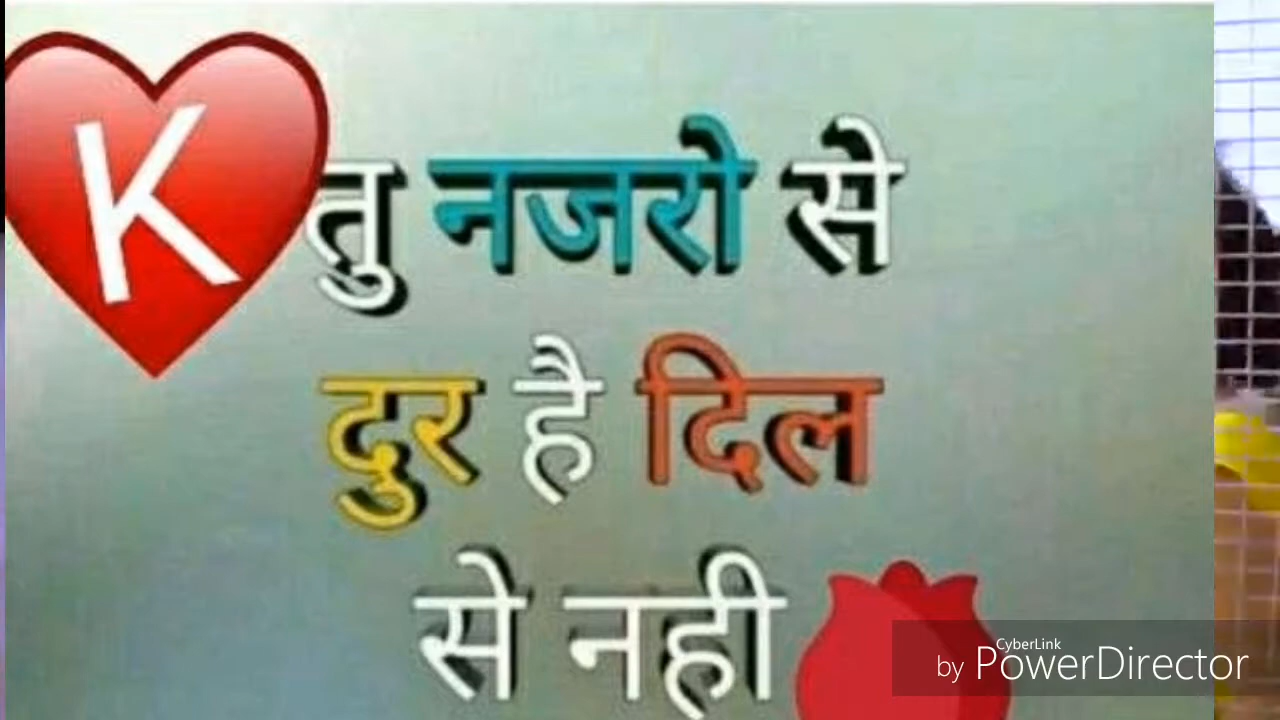 K
तु नजरो से
दुर है दिल
से नही
CyberLink
by PowerDirector